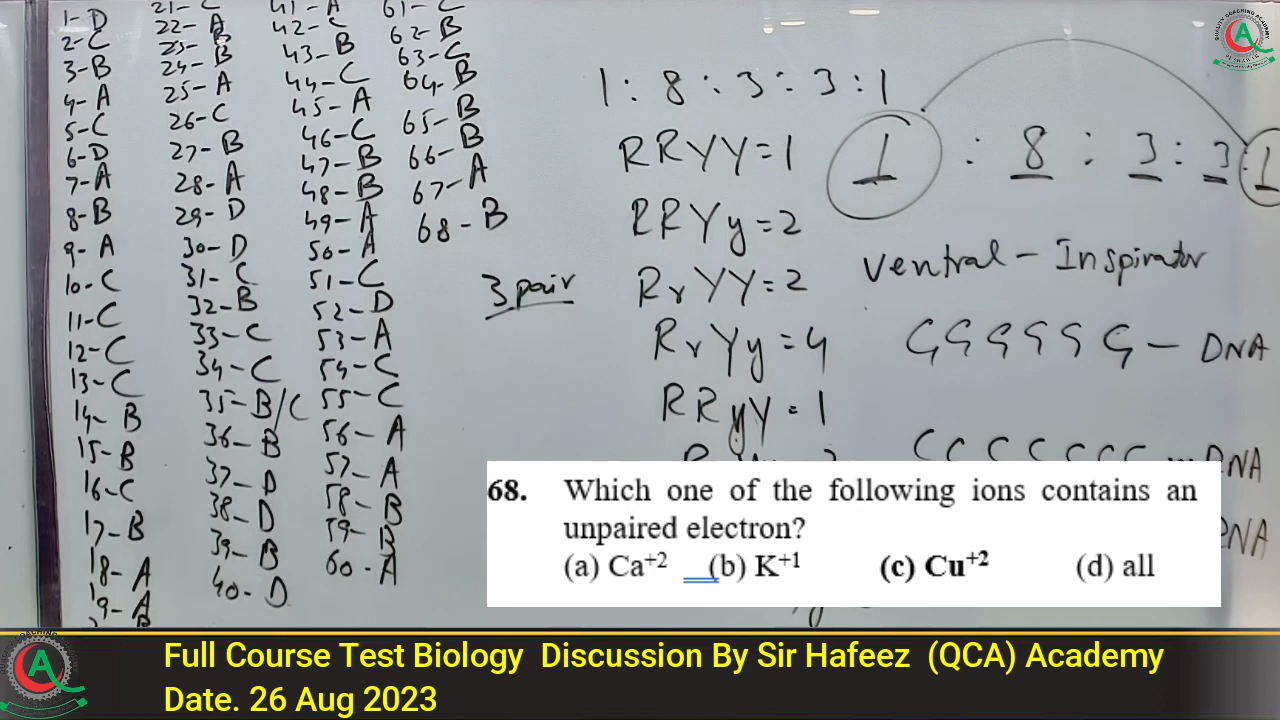 1-D
2-C
3-B
4-A
5-C
6-D
7-A
8-B
9-A
10-C
11-C
12-C
13-C
14-B
15-B
16-C
17-B
18-A
19-A
21-C
22-A
23-B
24-B
25-A
26-C
27-B
28-A
29-D
30-D
31-C
32-B
33-C
34-C
35-B/C
36-B
37-D
38-D
39-B
40-D
41-A
42-C
43-B
44-C
45-A
46-C
47-B
48-B
49-A
50-A
51-C
52-D
53-A
54-C
55-C
56-A
57-A
58-B
59-B
60-A
61-C
62-B
63-C
64-B
65-B
66-B
67-A
68-B
3 pair
1:8:3:3:1
RRYY=1
RRYy=2
RrYY=2
RrYy=4
RRyY=1
1:8:3:3:1
Ventral - Inspirator
GGGGGG - DNA
68. Which one of the following ions contains an
unpaired electron?
(a) Ca+2 (b) K+1 (c) Cu+2 (d) all
Full Course Test Biology Discussion By Sir Hafeez (QCA) Academy
Date. 26 Aug 2023